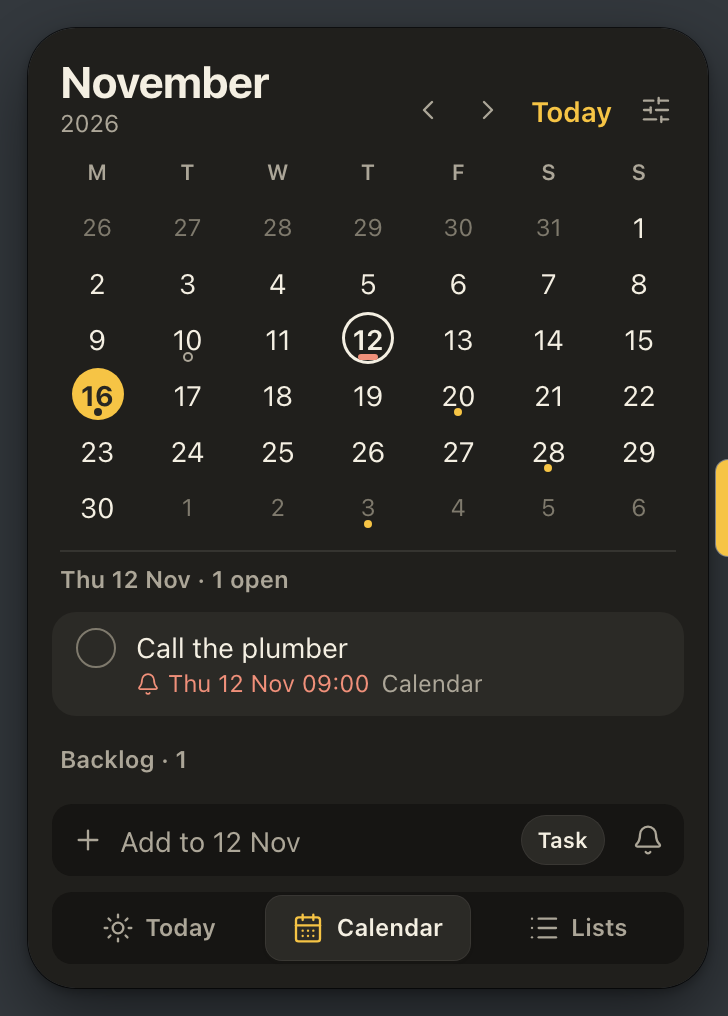 November
2026
Today
M T W T F S S
26 27 28 29 30 31 1
2 3 4 5 6 7 8
9 10 11 12 13 14 15
16 17 18 19 20 21 22
23 24 25 26 27 28 29
30 1 2 3 4 5 6
Thu 12 Nov · 1 open
Call the plumber
Thu 12 Nov 09:00 Calendar
Backlog · 1
Add to 12 Nov Task
Today Calendar Lists